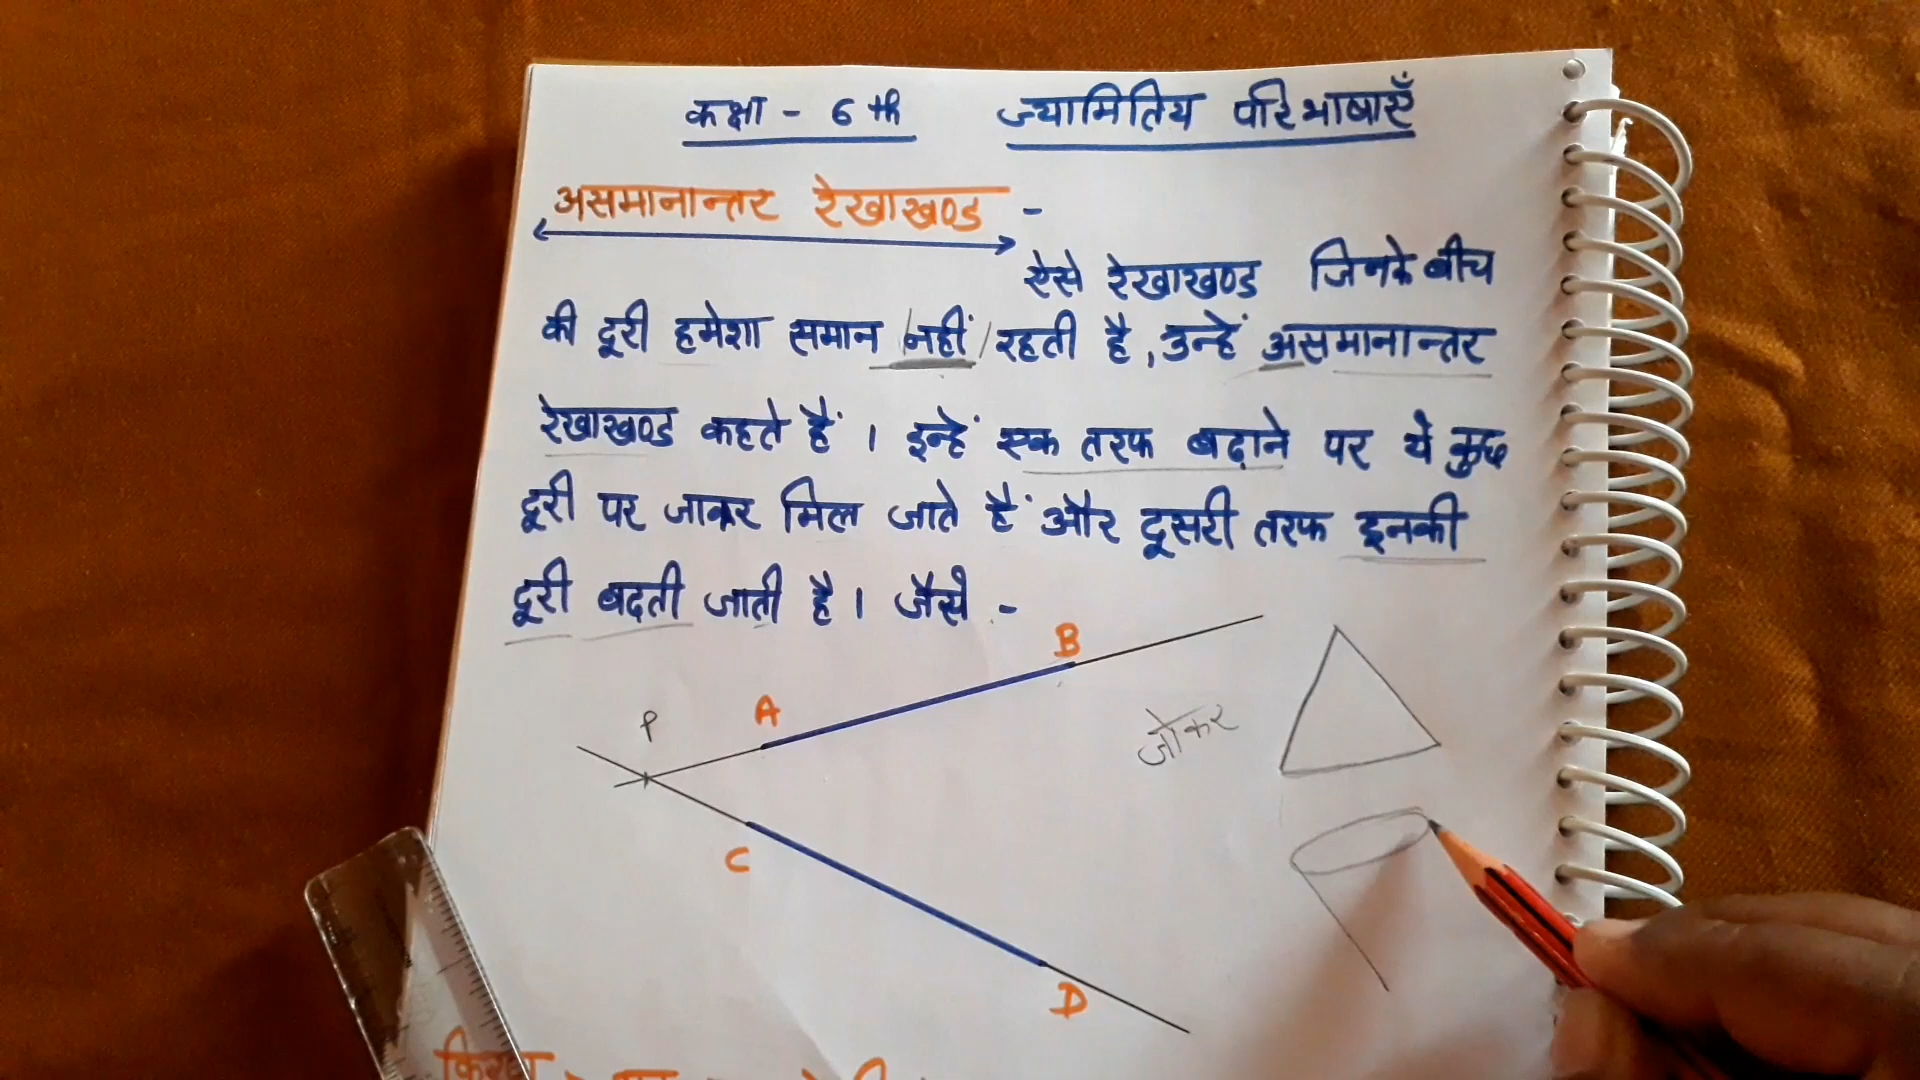 कक्षा - 6 th ज्यामितिय परिभाषाएँ
असमानान्तर रेखाखण्ड -
ऐसे रेखाखण्ड जिनके बीच
की दूरी हमेशा समान नहीं रहती है, उन्हें असमानान्तर
रेखाखण्ड कहते हैं । इन्हें एक तरफ बढ़ाने पर ये कुछ
दूरी पर जाकर मिल जाते हैं और दूसरी तरफ इनकी
दूरी बढती जाती है । जैसे -
B
A
P
जोकर
C
D